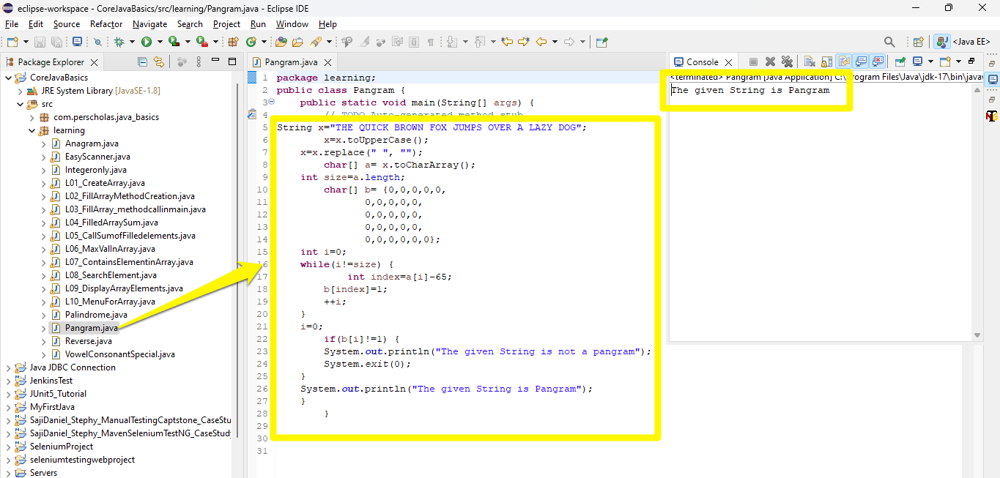 eclipse-workspace - CoreJavaBasics/src/learning/Pangram.java - Eclipse IDE
File Edit Source Refactor Navigate Search Project Run Window Help
<Java EE>
Package Explorer
CoreJavaBasics
JRE System Library [JavaSE-1.8]
src
com.perscholas.java_basics
learning
Anagram.java
EasyScanner.java
Integeronly.java
L01_CreateArray.java
L02_FillArrayMethodCreation.java
L03_FillArray_methodcallinmain.java
L04_FilledArraySum.java
L05_CallSumofFilledelements.java
L06_MaxValInArray.java
L07_ContainsElementinArray.java
L08_SearchElement.java
L09_DisplayArrayElements.java
L10_MenuForArray.java
Palindrome.java
Pangram.java
Reverse.java
VowelConsonantSpecial.java
Java JDBC Connection
JenkinsTest
JUnit5_Tutorial
MyFirstJava
SajiDaniel_Stephy_ManualTestingCaptstone_CaseStu
SajiDaniel_Stephy_MavenSeleniumTestNG_CaseStudy
SeleniumProject
seleniumtestingwebproject
Servers
Pangram.java
1 package learning;
2 public class Pangram {
3 public static void main(String[] args) {
4 // TODO Auto-generated method stub
5 String x="THE QUICK BROWN FOX JUMPS OVER A LAZY DOG";
6 x=x.toUpperCase();
7 x=x.replace(" ", "");
8 char[] a= x.toCharArray();
9 int size=a.length;
10 char[] b= {0,0,0,0,0,
11 0,0,0,0,0,
12 0,0,0,0,0,
13 0,0,0,0,0,
14 0,0,0,0,0,0};
15 int i=0;
16 while(i!=size) {
17 int index=a[i]-65;
18 b[index]=1;
19 ++i;
20 }
21 i=0;
22 if(b[i]!=1) {
23 System.out.println("The given String is not a pangram");
24 System.exit(0);
25 }
26 System.out.println("The given String is Pangram");
27 }
28 }
29
30
31
Console
<terminated> Pangram [Java Application] C:\Program Files\Java\jdk-17\bin\javaw
The given String is Pangram